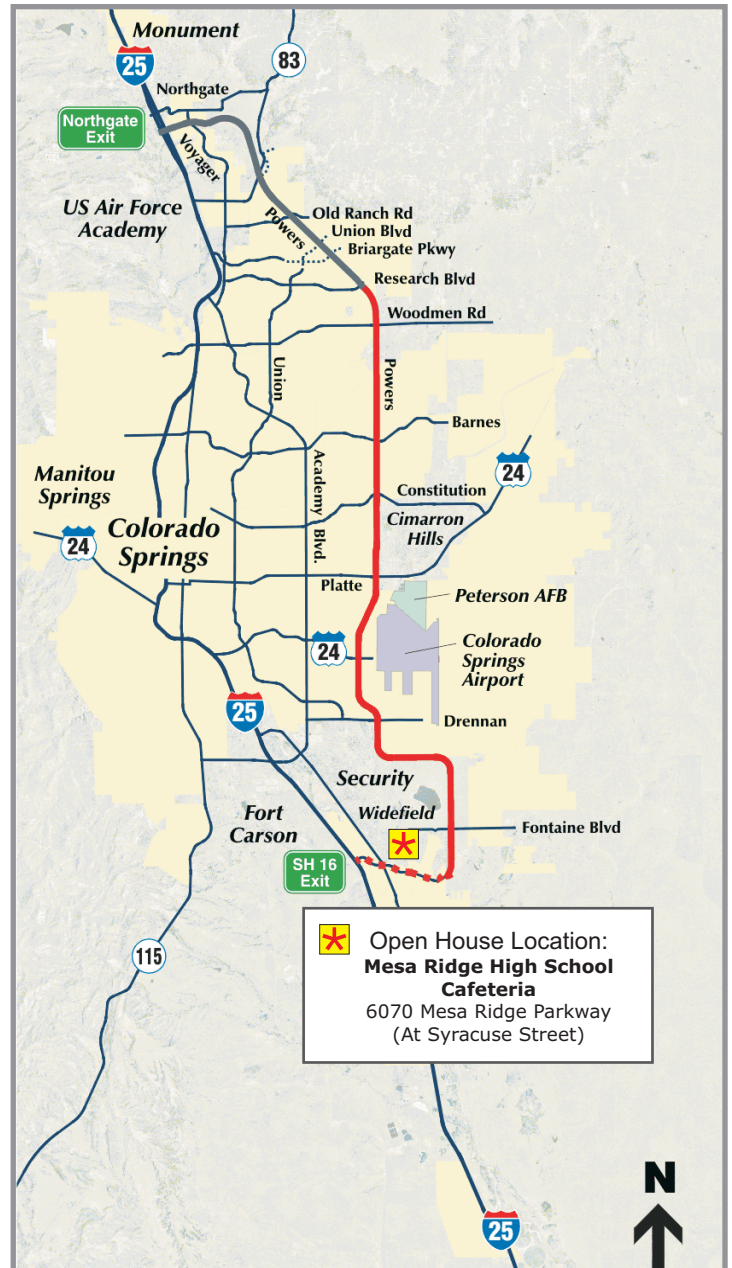 Monument
25
83
Northgate
Northgate
Exit
Voyager
US Air Force
Academy
Powers
Old Ranch Rd
Union Blvd
Briargate Pkwy
Research Blvd
Woodmen Rd
Union
Powers
Barnes
Manitou
Springs
Academy Blvd.
24
Constitution
Cimarron
Hills
24
Colorado
Springs
Platte
Peterson AFB
24
Colorado
Springs
Airport
25
Drennan
Security
Widefield
Fort
Carson
Fontaine Blvd
SH 16
Exit
115
Open House Location:
Mesa Ridge High School
Cafeteria
6070 Mesa Ridge Parkway
(At Syracuse Street)
N
25